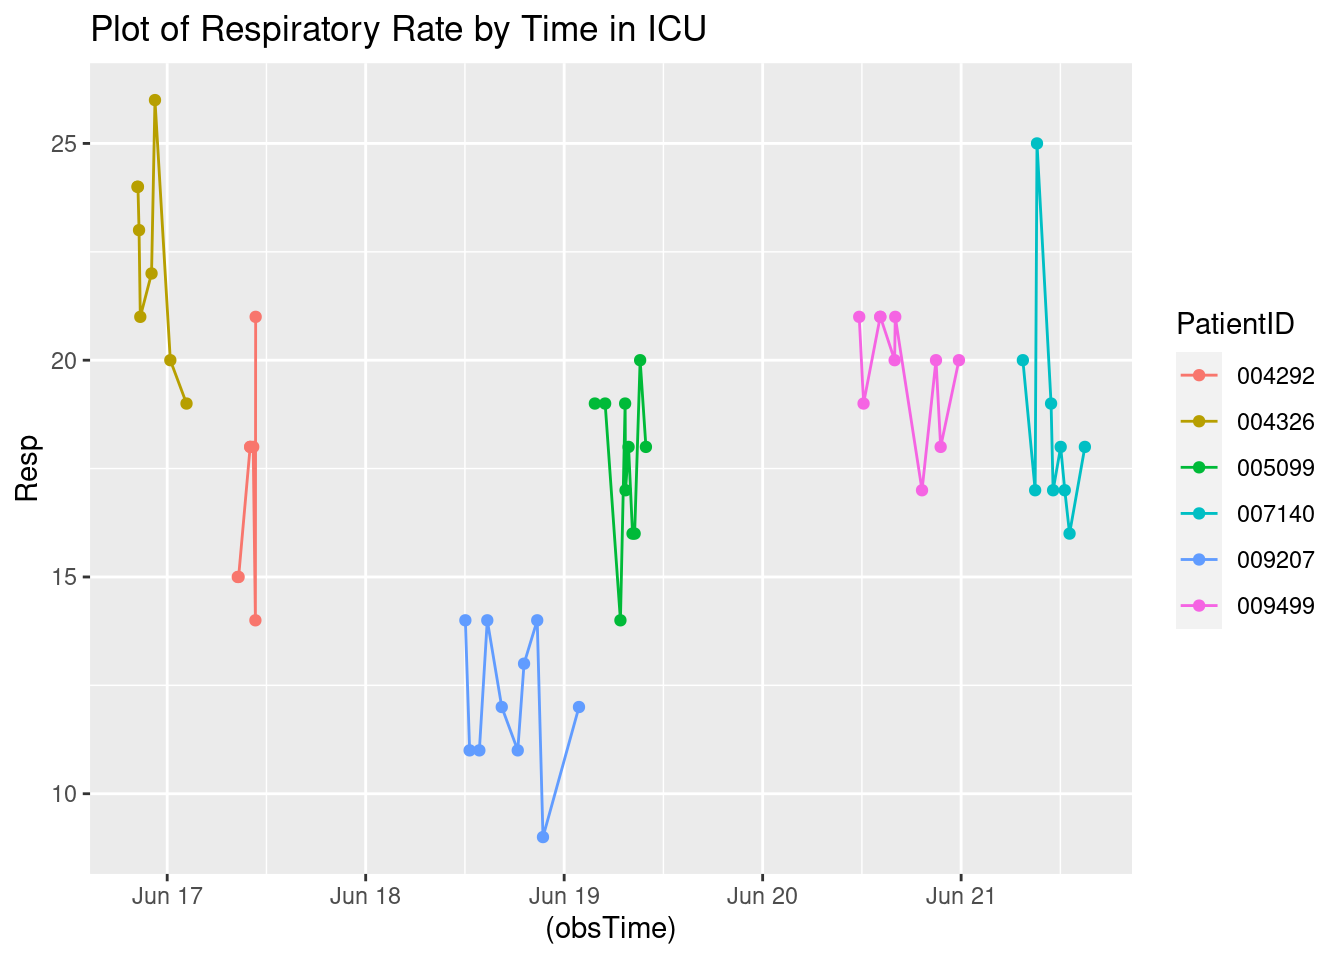 Plot of Respiratory Rate by Time in ICU
25
20
15
10
Resp
Jun 17
Jun 18
Jun 19
Jun 20
Jun 21
(obsTime)
PatientID
004292
004326
005099
007140
009207
009499